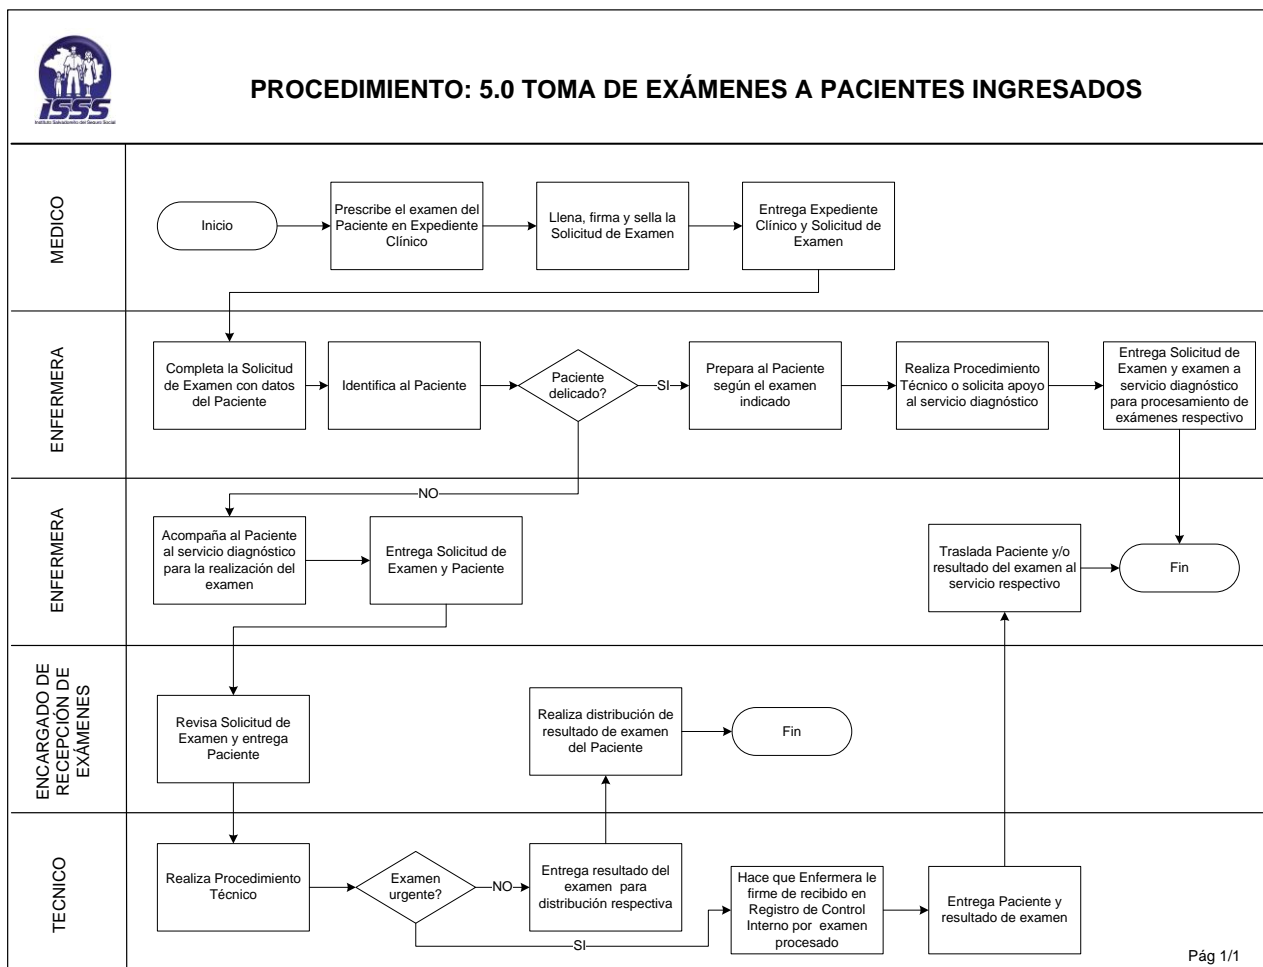 ISSS
Instituto Salvadoreño del Seguro Social
PROCEDIMIENTO: 5.0 TOMA DE EXÁMENES A PACIENTES INGRESADOS
MEDICO
Inicio
Prescribe el examen del
Paciente en Expediente
Clínico
Llena, firma y sella la
Solicitud de Examen
Entrega Expediente
Clínico y Solicitud de
Examen
ENFERMERA
Completa la Solicitud
de Examen con datos
del Paciente
Identifica al Paciente
Paciente
delicado?
SI
Prepara al Paciente
según el examen
indicado
Realiza Procedimiento
Técnico o solicita apoyo
al servicio diagnóstico
Entrega Solicitud de
Examen y examen a
servicio diagnóstico
para procesamiento de
exámenes respectivo
ENFERMERA
NO
Acompaña al Paciente
al servicio diagnóstico
para la realización del
examen
Entrega Solicitud de
Examen y Paciente
Traslada Paciente y/o
resultado del examen al
servicio respectivo
Fin
ENCARGADO DE
RECEPCIÓN DE
EXÁMENES
Revisa Solicitud de
Examen y entrega
Paciente
Realiza distribución de
resultado de examen
del Paciente
Fin
TECNICO
Realiza Procedimiento
Técnico
Examen
urgente?
NO
Entrega resultado del
examen para
distribución respectiva
SI
Hace que Enfermera le
firme de recibido en
Registro de Control
Interno por examen
procesado
Entrega Paciente y
resultado de examen
Pág 1/1